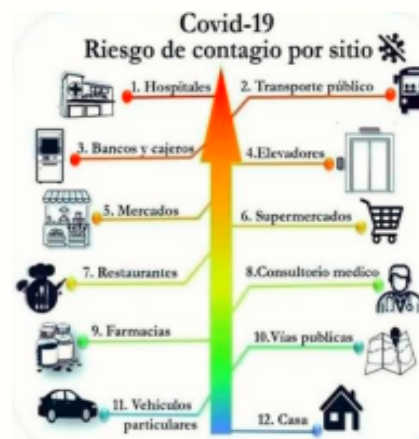 Covid-19
Riesgo de contagio por sitio
1. Hospitales
2. Transporte público
3. Bancos y cajeros
4.Elevadores
5. Mercados
6. Supermercados
7. Restaurantes
8.Consultorio medico
9. Farmacias
10.Vías publicas
11. Vehículos
particulares
12. Casa